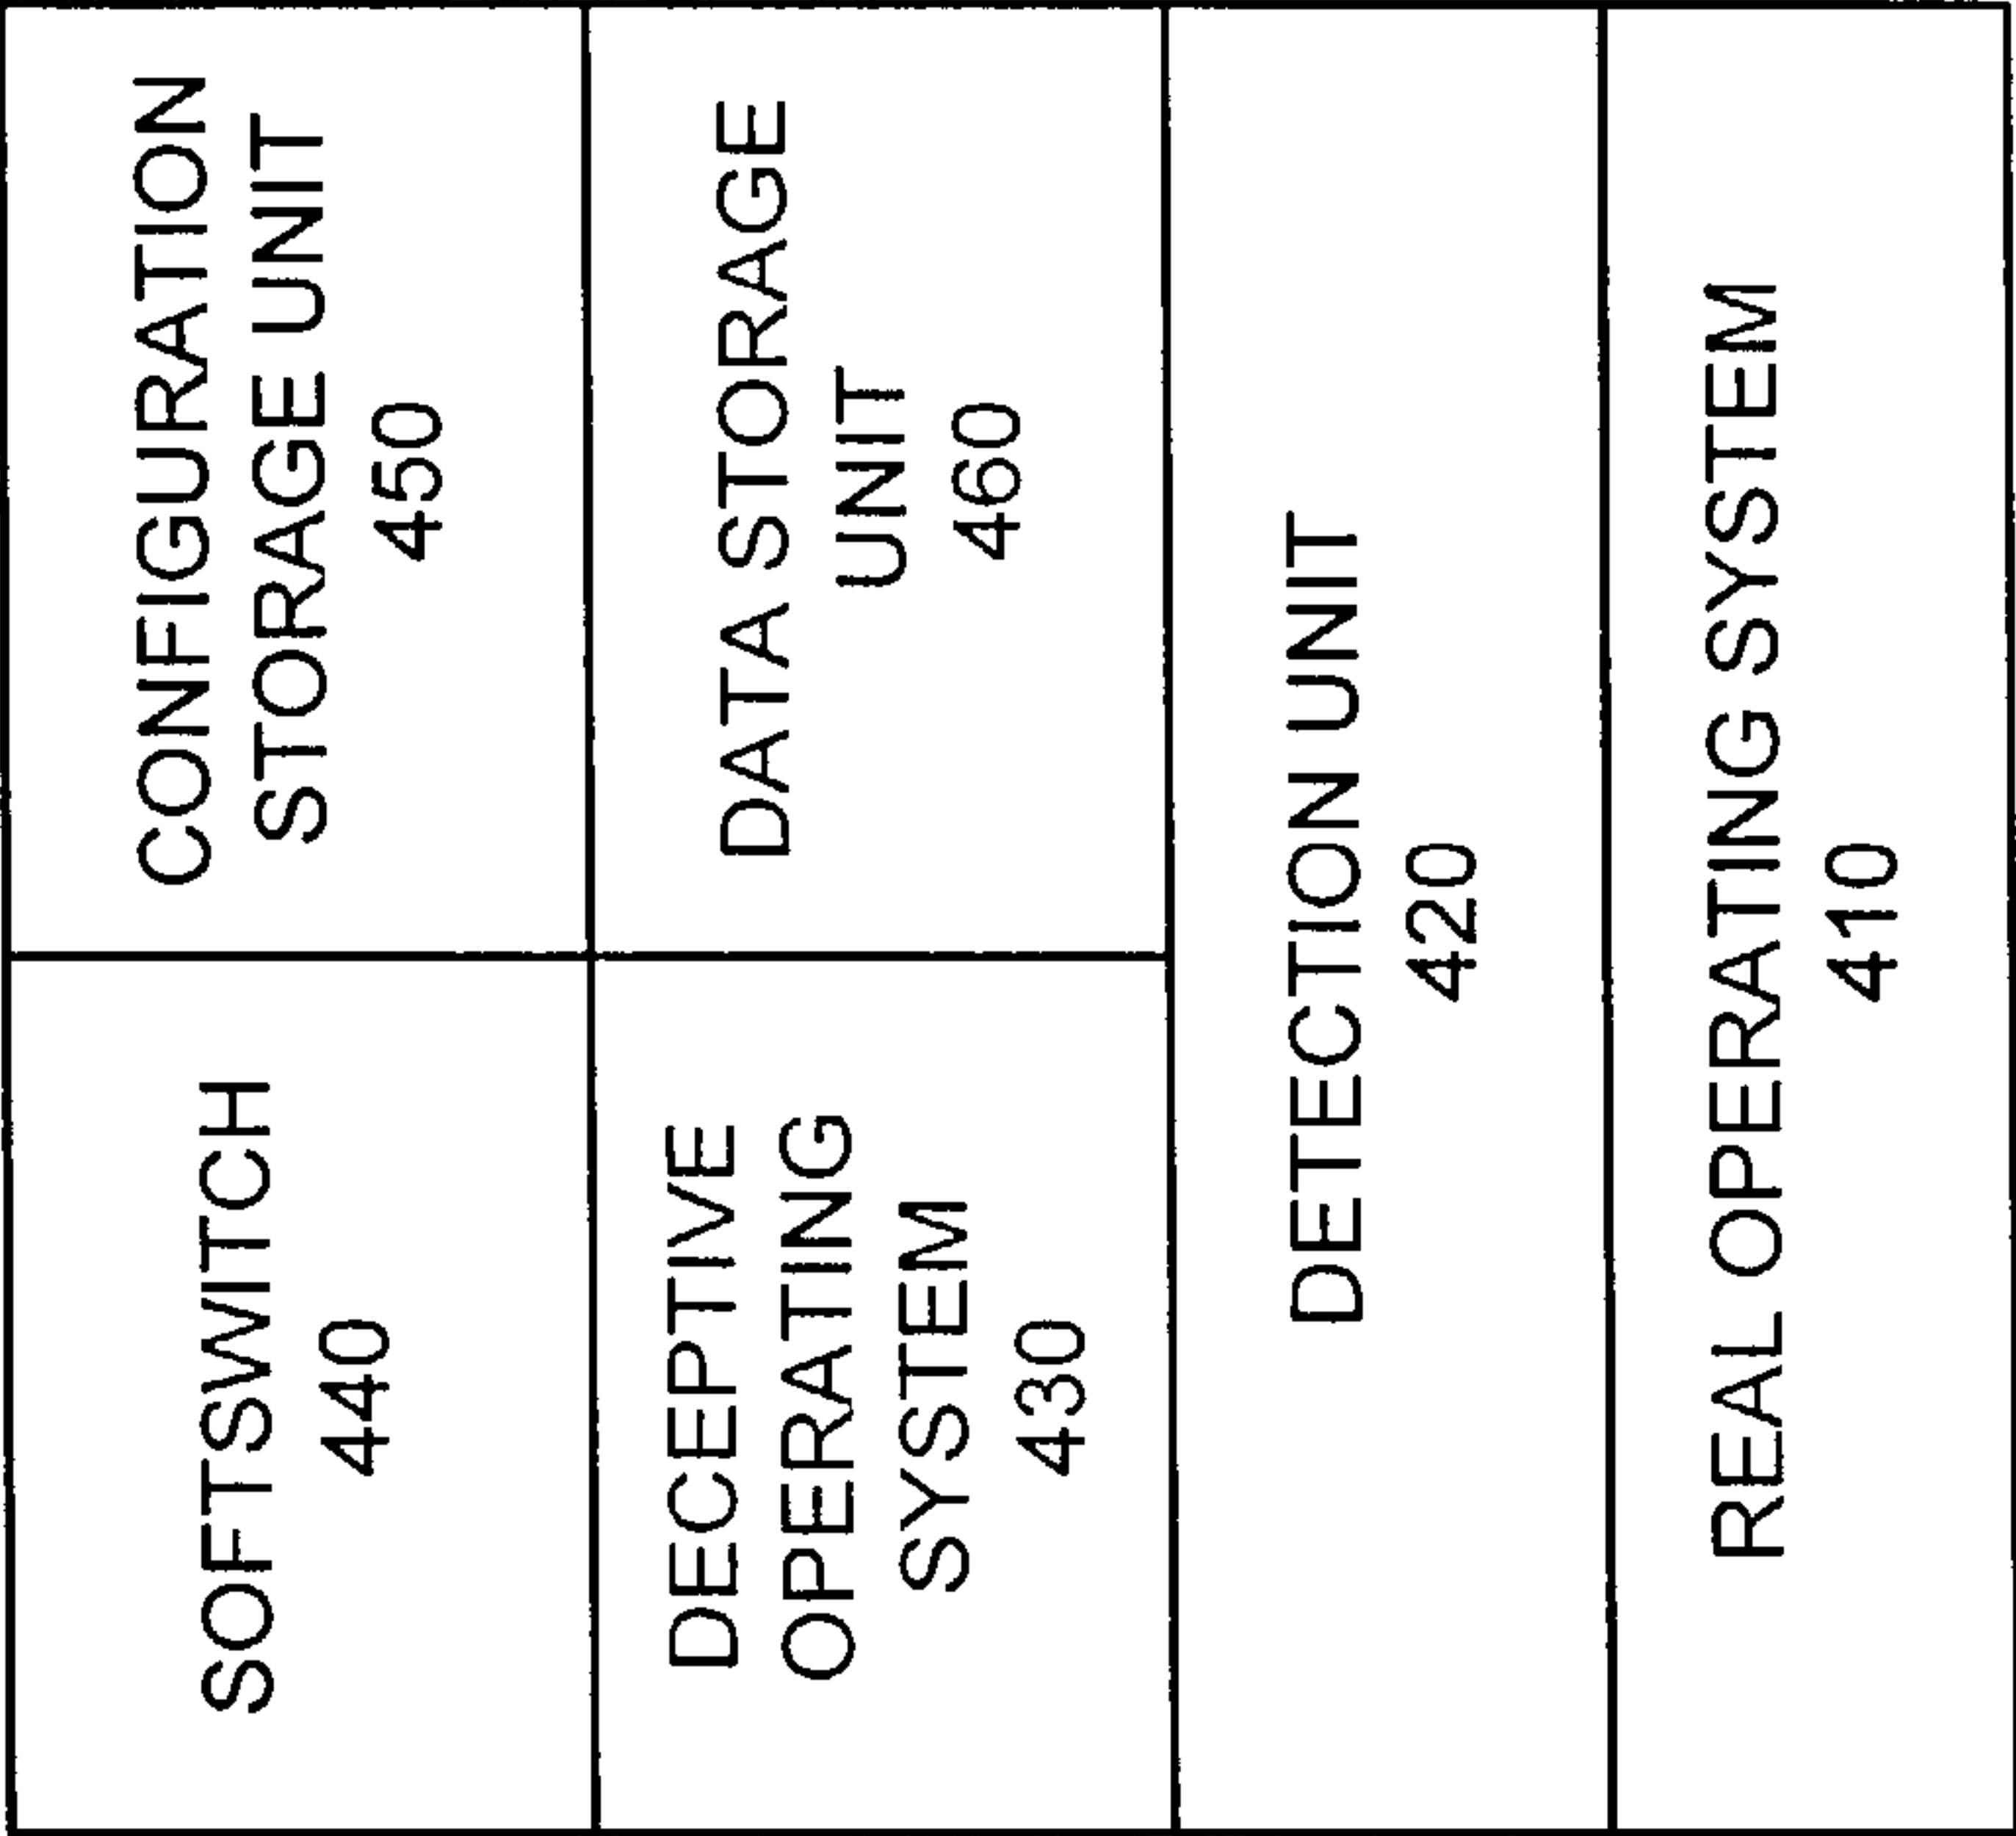 SOFTSWITCH
440
CONFIGURATION
STORAGE UNIT
450
DECEPTIVE
OPERATING
SYSTEM
430
DATA STORAGE
UNIT
460
DETECTION UNIT
420
REAL OPERATING SYSTEM
410